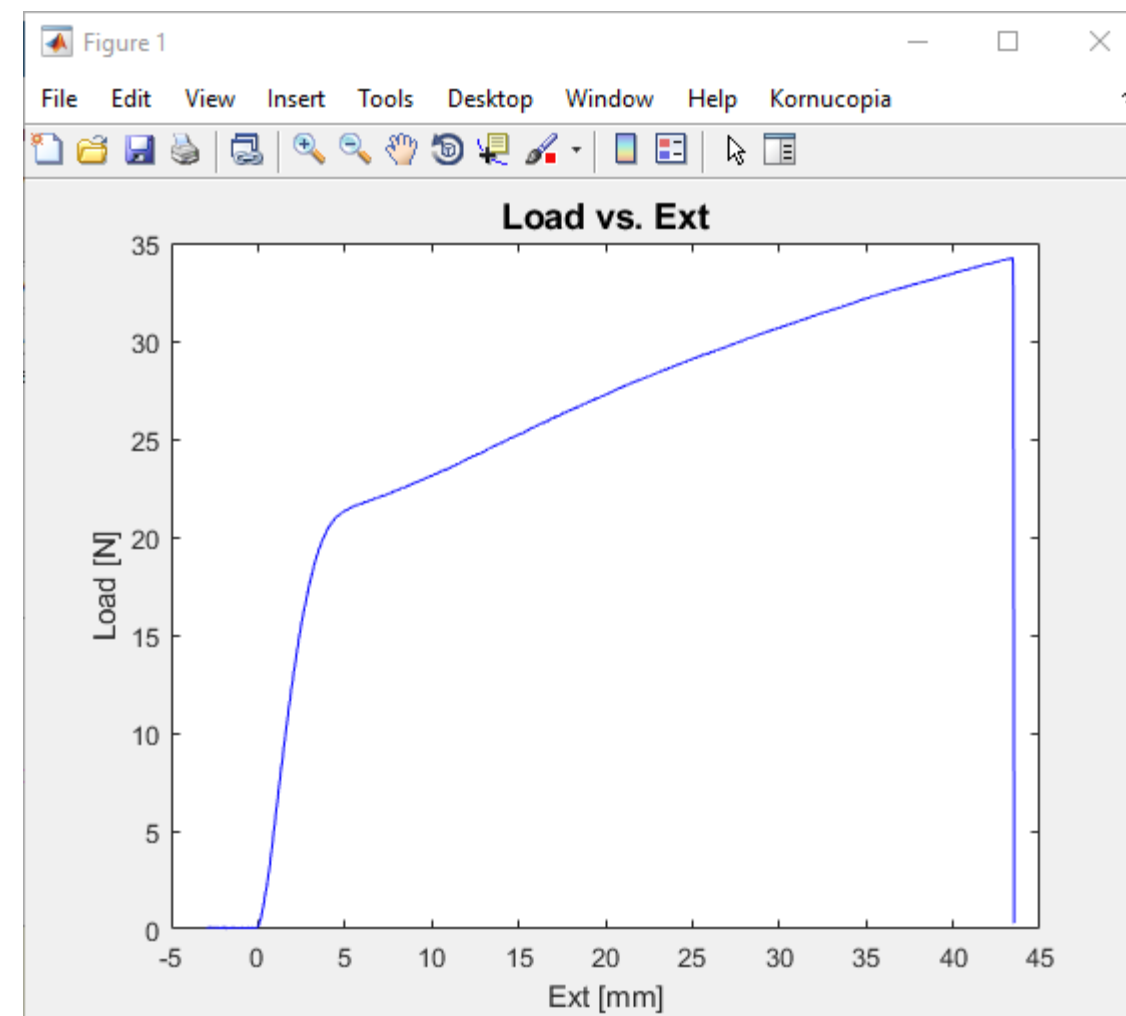 Figure 1
File Edit View Insert Tools Desktop Window Help Kornucopia
Load vs. Ext
35
30
25
20
15
10
5
0
Load [N]
-5 0 5 10 15 20 25 30 35 40 45
Ext [mm]